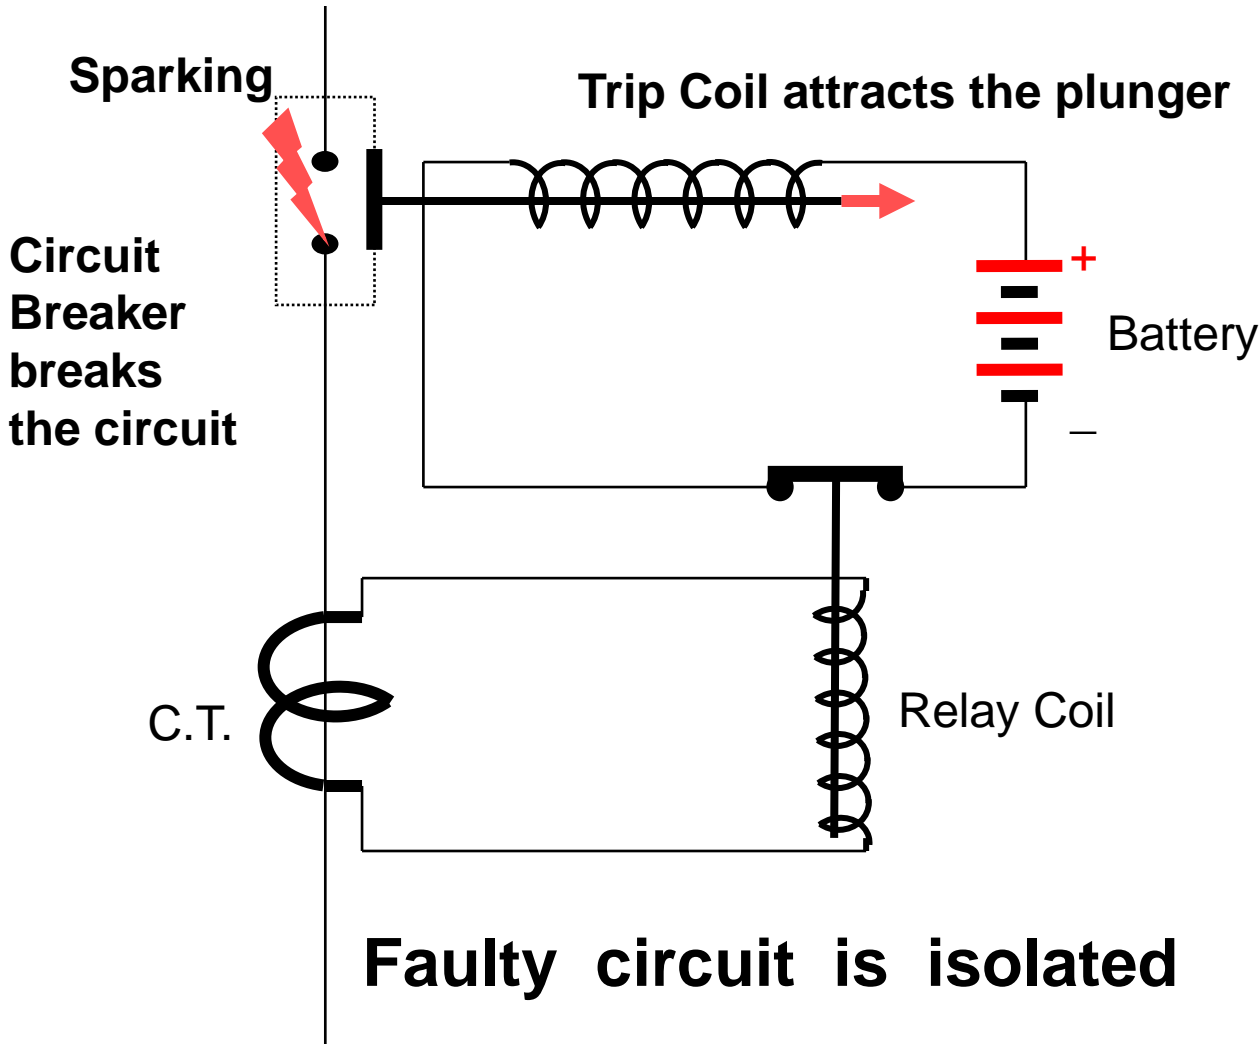 Sparking
Trip Coil attracts the plunger
Circuit
Breaker
breaks
the circuit
+
Battery
–
C.T.
Relay Coil
Faulty circuit is isolated